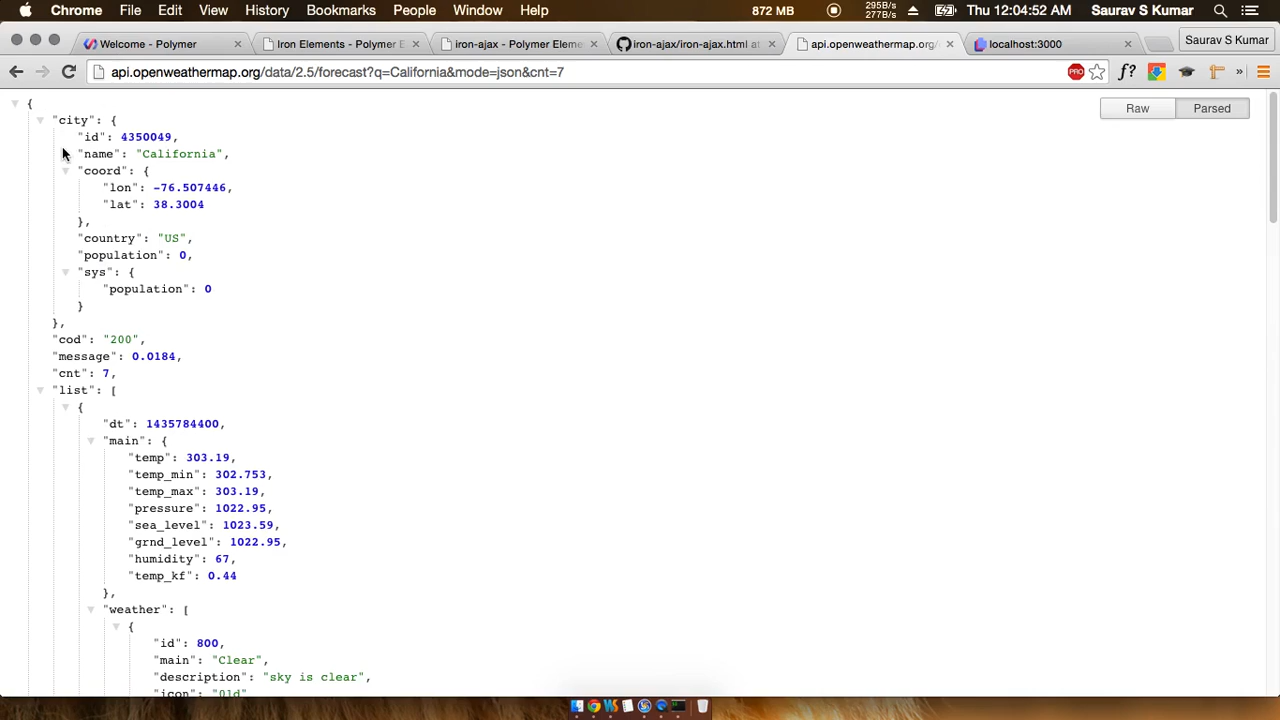 Chrome File Edit View History Bookmarks People Window Help 872 MB 295B/s 277B/s Thu 12:04:52 AM Saurav S Kumar
Welcome - Polymer Iron Elements - Polymer E iron-ajax - Polymer Eleme iron-ajax/iron-ajax.html at api.openweathermap.org/ localhost:3000 Saurav S Kumar
api.openweathermap.org/data/2.5/forecast?q=California&mode=json&cnt=7 PRO f? »
Raw Parsed
{
"city": {
"id": 4350049,
"name": "California",
"coord": {
"lon": -76.507446,
"lat": 38.3004
},
"country": "US",
"population": 0,
"sys": {
"population": 0
}
},
"cod": "200",
"message": 0.0184,
"cnt": 7,
"list": [
{
"dt": 1435784400,
"main": {
"temp": 303.19,
"temp_min": 302.753,
"temp_max": 303.19,
"pressure": 1022.95,
"sea_level": 1023.59,
"grnd_level": 1022.95,
"humidity": 67,
"temp_kf": 0.44
},
"weather": [
{
"id": 800,
"main": "Clear",
"description": "sky is clear",
"icon": "01d"